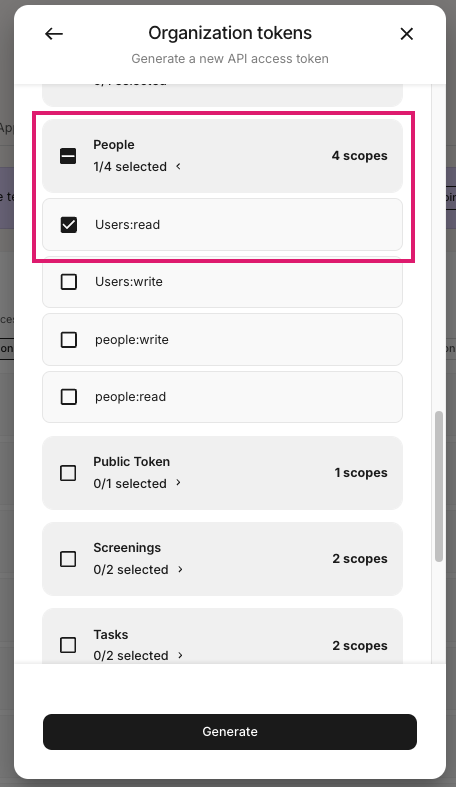 Organization tokens
Generate a new API access token
People
1/4 selected
4 scopes
Users:read
Users:write
people:write
people:read
Public Token
0/1 selected
1 scopes
Screenings
0/2 selected
2 scopes
Tasks
0/2 selected
2 scopes
Generate